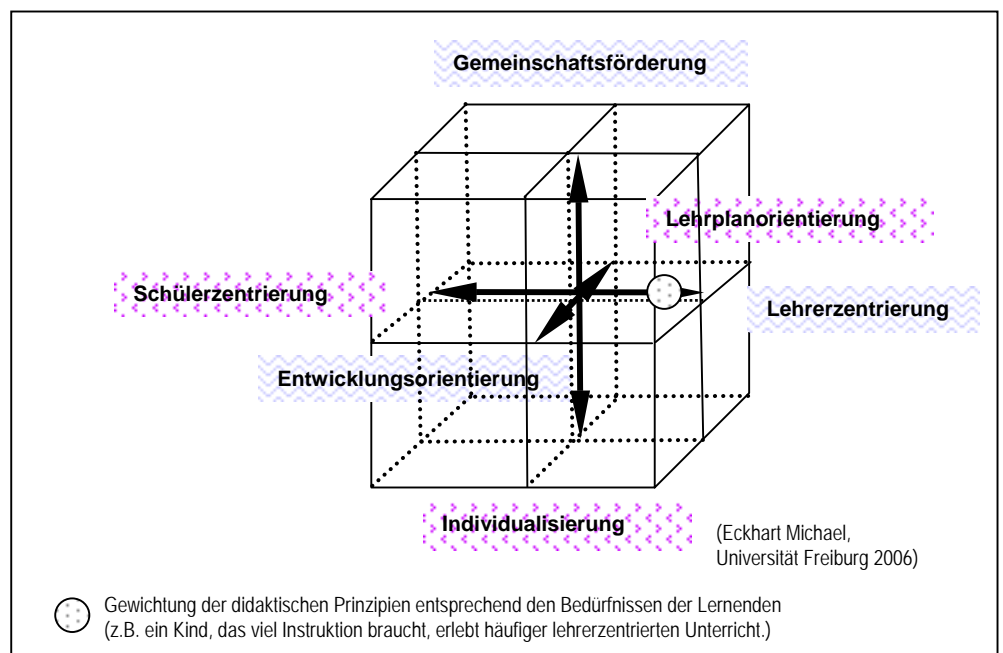 Gemeinschaftsförderung
Lehrplanorientierung
Schülerzentrierung
Lehrerzentrierung
Entwicklungsorientierung
Individualisierung
(Eckhart Michael,
Universität Freiburg 2006)
Gewichtung der didaktischen Prinzipien entsprechend den Bedürfnissen der Lernenden
(z.B. ein Kind, das viel Instruktion braucht, erlebt häufiger lehrerzentrierten Unterricht.)